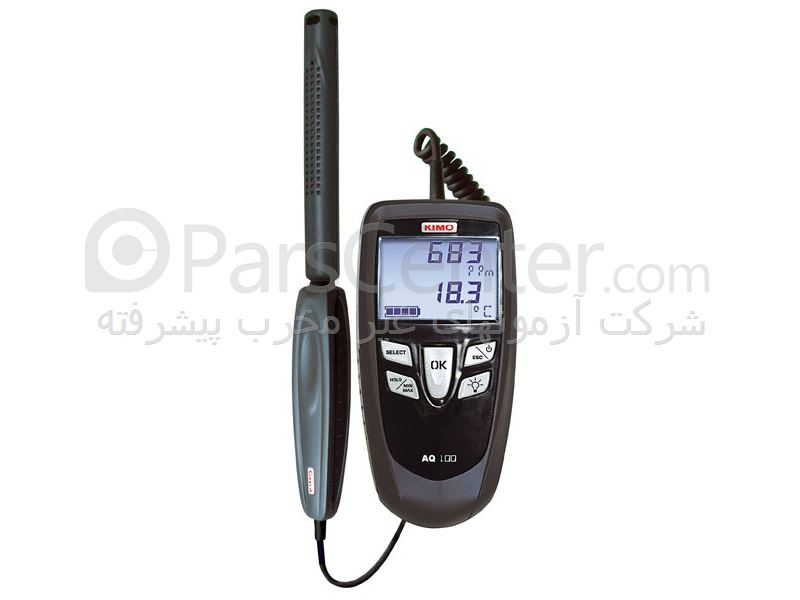 KIMO
683
ppm
18.3
°C
ParsCenter.com
شرکت آزمونهای غیر مخرب پیشرفته
SELECT
OK
ESC
HOLD
MIN
MAX
AQ 100